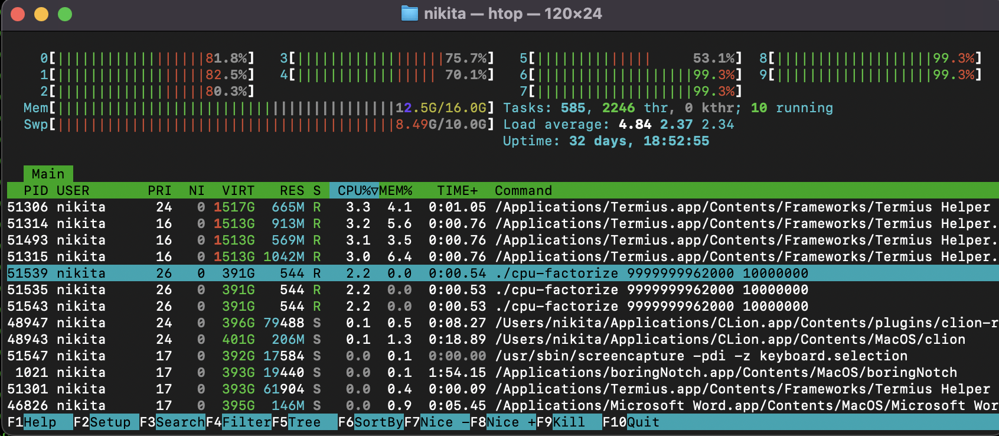 nikita — htop — 120×24
0[|||||||||||||||||||81.8%] 3[|||||||||||||||||||75.7%] 5[||||||||||||||| 53.1%] 8[|||||||||||||||||||99.3%]
1[|||||||||||||||||||82.5%] 4[|||||||||||||||||| 70.1%] 6[|||||||||||||||||||99.3%] 9[|||||||||||||||||||99.3%]
2[|||||||||||||||||||80.3%] 7[|||||||||||||||||||99.3%]
Mem[||||||||||||||||||||||||||||||||||||||||||12.5G/16.0G] Tasks: 585, 2246 thr, 0 kthr; 10 running
Swp[||||||||||||||||||||||||||||||||||||||||||8.49G/10.0G] Load average: 4.84 2.37 2.34
Uptime: 32 days, 18:52:55
Main
PID USER PRI NI VIRT RES S CPU%▽MEM% TIME+ Command
51306 nikita 24 0 1517G 665M R 3.3 4.1 0:01.05 /Applications/Termius.app/Contents/Frameworks/Termius Helper
51314 nikita 16 0 1513G 913M R 3.2 5.6 0:00.76 /Applications/Termius.app/Contents/Frameworks/Termius Helper.
51493 nikita 16 0 1513G 569M R 3.1 3.5 0:00.76 /Applications/Termius.app/Contents/Frameworks/Termius Helper.
51315 nikita 16 0 1513G 1042M R 3.0 6.4 0:00.76 /Applications/Termius.app/Contents/Frameworks/Termius Helper.
51539 nikita 26 0 391G 544 R 2.2 0.0 0:00.54 ./cpu-factorize 9999999962000 10000000
51535 nikita 26 0 391G 544 R 2.2 0.0 0:00.53 ./cpu-factorize 9999999962000 10000000
51543 nikita 26 0 391G 544 R 2.2 0.0 0:00.53 ./cpu-factorize 9999999962000 10000000
48947 nikita 24 0 396G 79488 S 0.1 0.5 0:08.27 /Users/nikita/Applications/CLion.app/Contents/plugins/clion-r
48943 nikita 24 0 401G 206M S 0.1 1.3 0:18.89 /Users/nikita/Applications/CLion.app/Contents/MacOS/clion
51547 nikita 17 0 392G 17584 S 0.0 0.1 0:00.00 /usr/sbin/screencapture -pdi -z keyboard.selection
1021 nikita 17 0 393G 19440 S 0.0 0.1 1:54.15 /Applications/boringNotch.app/Contents/MacOS/boringNotch
51301 nikita 17 0 393G 61904 S 0.0 0.4 0:00.09 /Applications/Termius.app/Contents/Frameworks/Termius Helper
46826 nikita 17 0 395G 146M S 0.0 0.9 0:05.45 /Applications/Microsoft Word.app/Contents/MacOS/Microsoft Wor
F1Help F2Setup F3SearchF4FilterF5Tree F6SortByF7Nice -F8Nice +F9Kill F10Quit